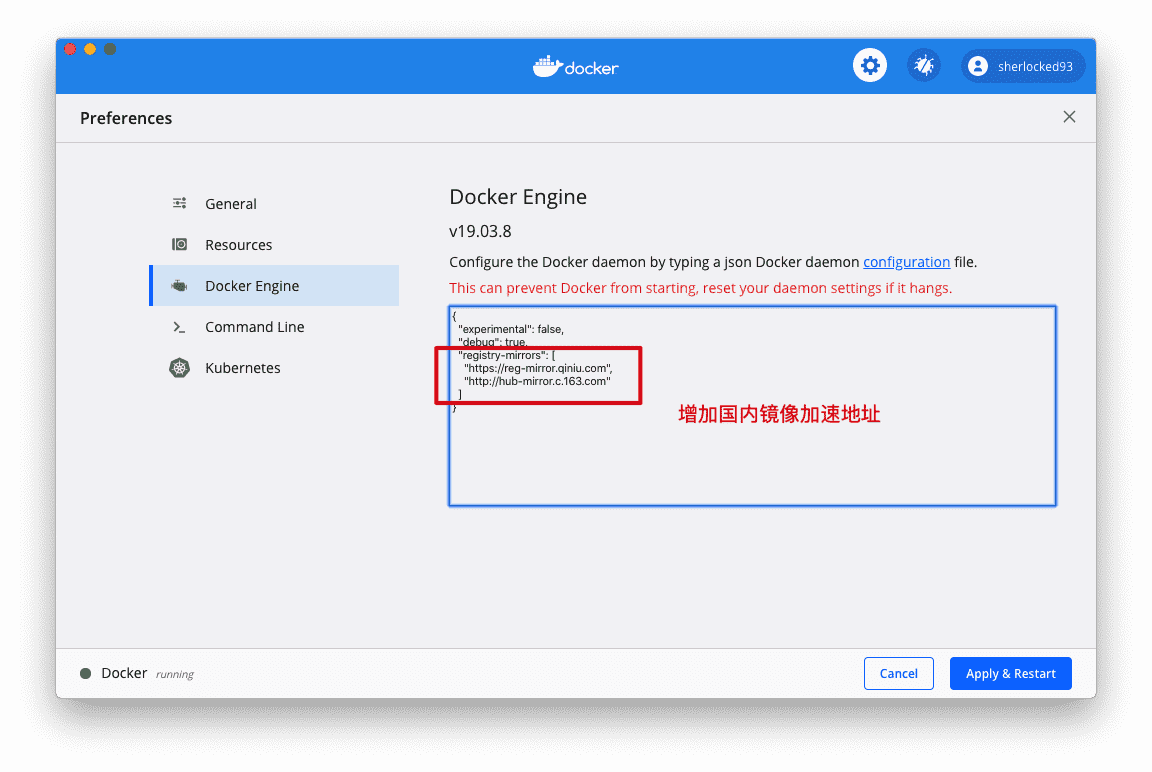 docker
sherlocked93
Preferences
General
Resources
Docker Engine
Command Line
Kubernetes
Docker Engine
v19.03.8
Configure the Docker daemon by typing a json Docker daemon configuration file.
This can prevent Docker from starting, reset your daemon settings if it hangs.
{
"experimental": false,
"debug": true,
"registry-mirrors": [
"https://reg-mirror.qiniu.com",
"http://hub-mirror.c.163.com"
]
}
增加国内镜像加速地址
Docker running
Cancel
Apply & Restart